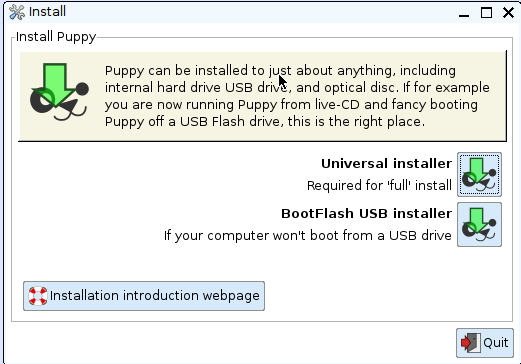 Install
Install Puppy
Puppy can be installed to just about anything, including
internal hard drive USB drive, and optical disc. If for example
you are now running Puppy from live-CD and fancy booting
Puppy off a USB Flash drive, this is the right place.
Universal installer
Required for 'full' install
BootFlash USB installer
If your computer won't boot from a USB drive
Installation introduction webpage
Quit